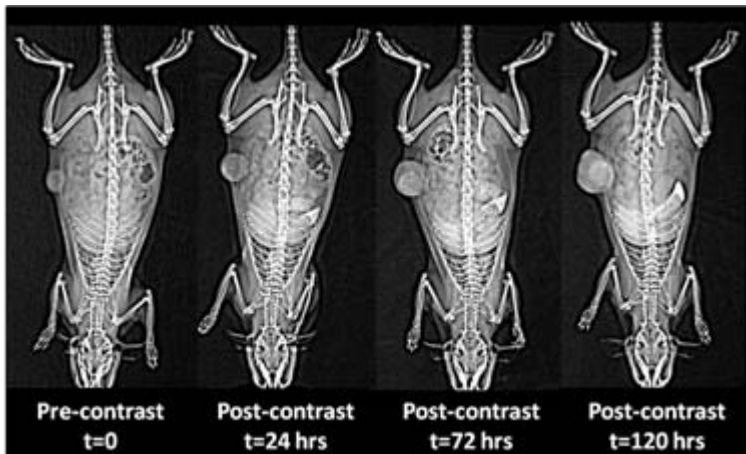 Pre-contrast
t=0
Post-contrast
t=24 hrs
Post-contrast
t=72 hrs
Post-contrast
t=120 hrs